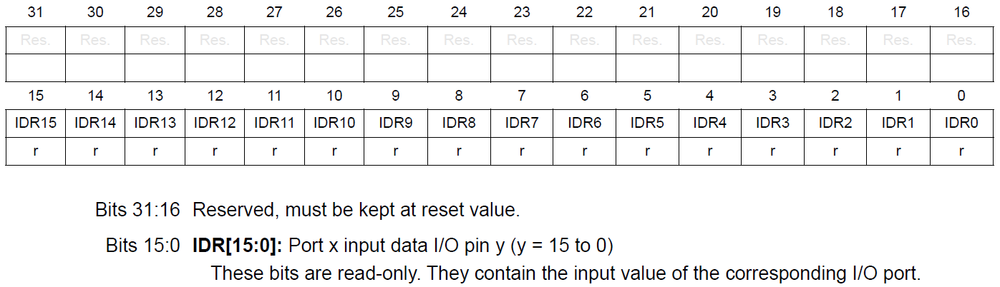 31 30 29 28 27 26 25 24 23 22 21 20 19 18 17 16
Res. Res. Res. Res. Res. Res. Res. Res. Res. Res. Res. Res. Res. Res. Res. Res.
15 14 13 12 11 10 9 8 7 6 5 4 3 2 1 0
IDR15 IDR14 IDR13 IDR12 IDR11 IDR10 IDR9 IDR8 IDR7 IDR6 IDR5 IDR4 IDR3 IDR2 IDR1 IDR0
r r r r r r r r r r r r r r r r
Bits 31:16 Reserved, must be kept at reset value.
Bits 15:0 IDR[15:0]: Port x input data I/O pin y (y = 15 to 0)
These bits are read-only. They contain the input value of the corresponding I/O port.